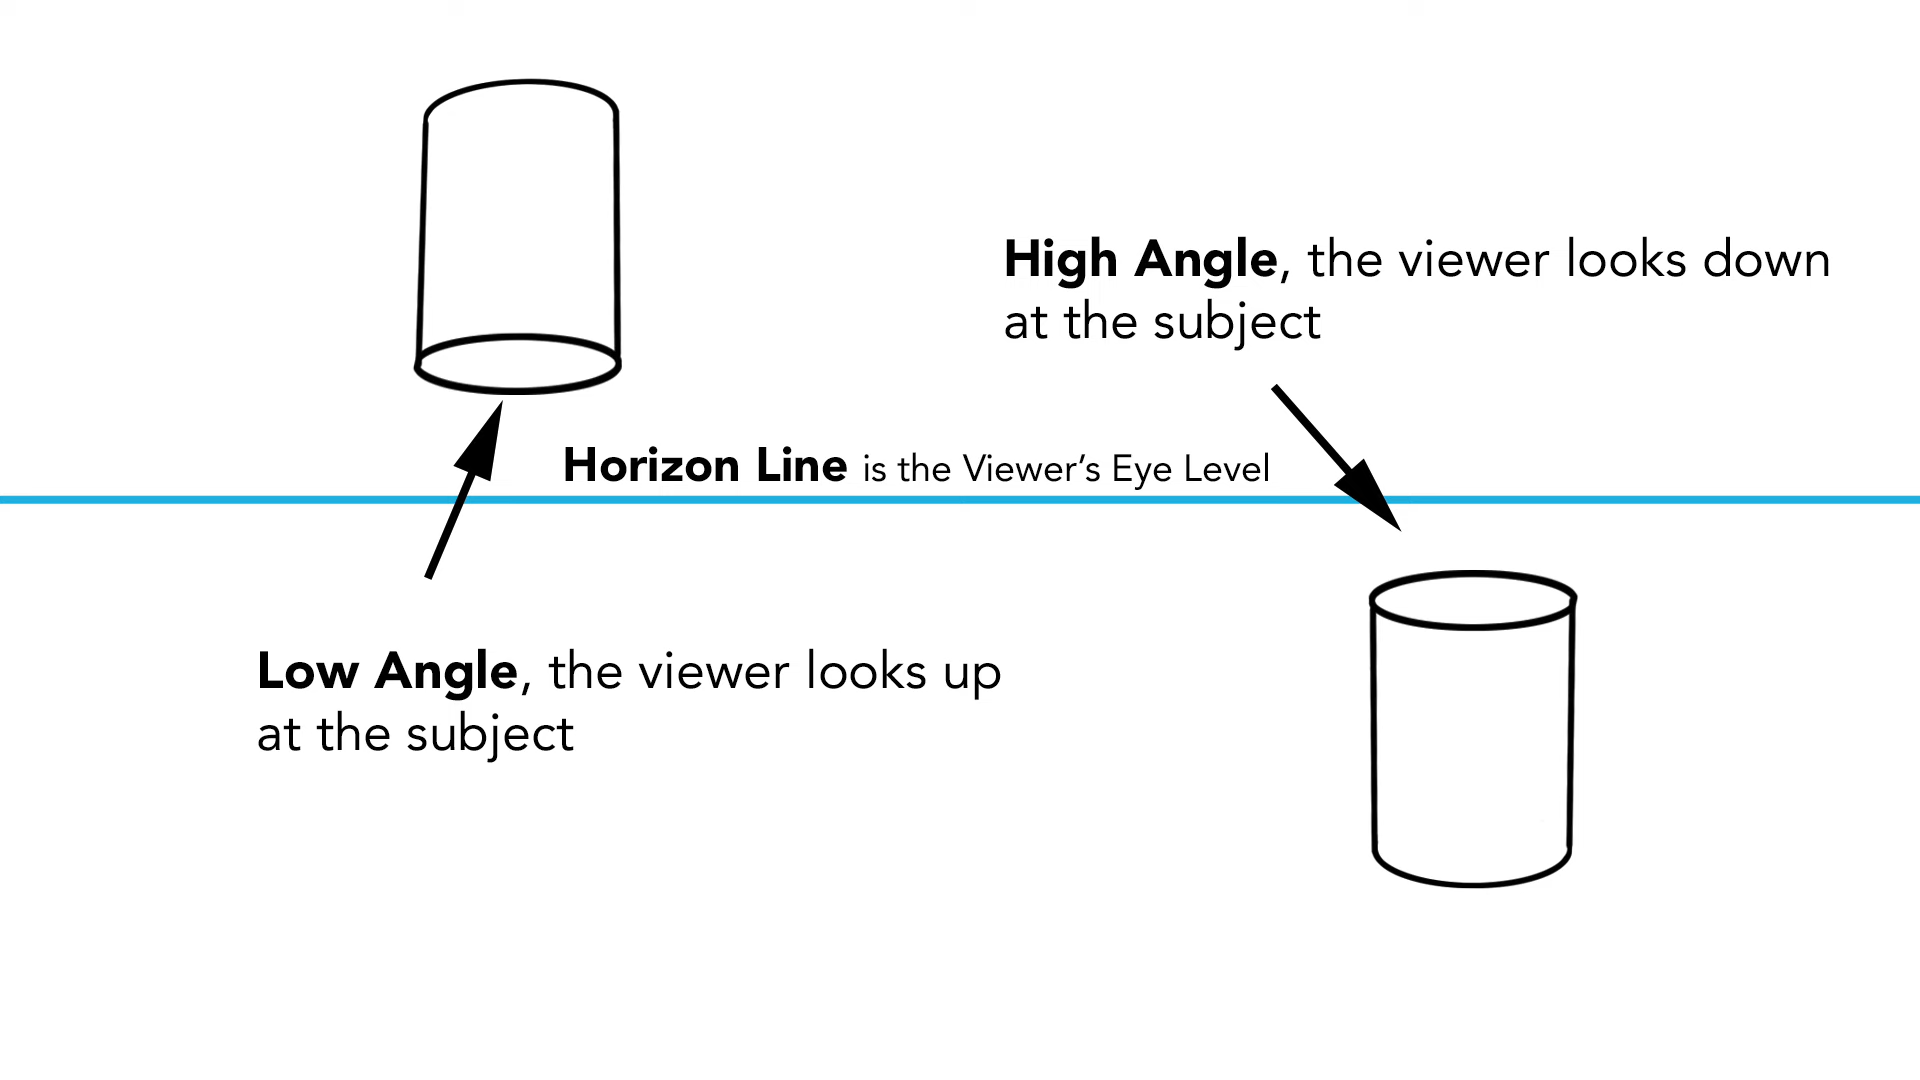 High Angle, the viewer looks down
at the subject
Horizon Line is the Viewer’s Eye Level
Low Angle, the viewer looks up
at the subject